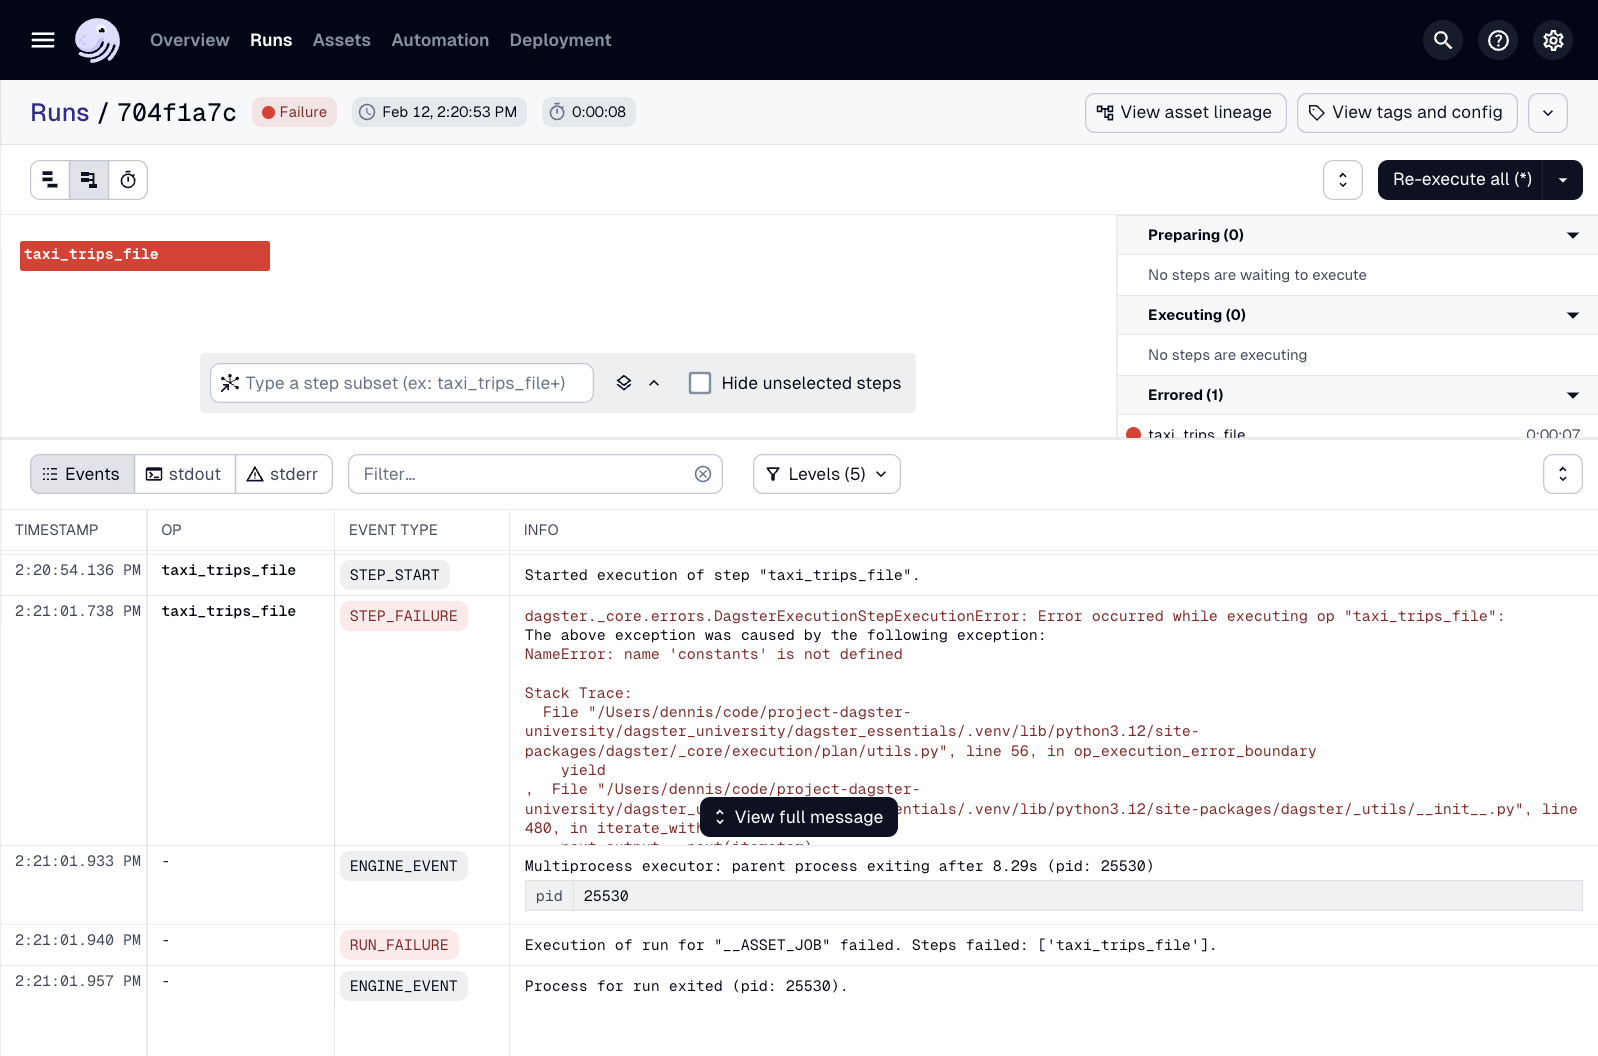 Overview Runs Assets Automation Deployment
Runs / 704f1a7c Failure Feb 12, 2:20:53 PM 0:00:08 View asset lineage View tags and config
Re-execute all (*)
taxi_trips_file
Type a step subset (ex: taxi_trips_file+) Hide unselected steps
Preparing (0)
No steps are waiting to execute
Executing (0)
No steps are executing
Errored (1)
taxi_trips_file 0:00:07
Events stdout stderr Filter... Levels (5)
TIMESTAMP OP EVENT TYPE INFO
2:20:54.136 PM taxi_trips_file STEP_START Started execution of step "taxi_trips_file".
2:21:01.738 PM taxi_trips_file STEP_FAILURE dagster._core.errors.DagsterExecutionStepExecutionError: Error occurred while executing op "taxi_trips_file":
The above exception was caused by the following exception:
NameError: name 'constants' is not defined
Stack Trace:
File "/Users/dennis/code/project-dagster-
university/dagster_university/dagster_essentials/.venv/lib/python3.12/site-
packages/dagster/_core/execution/plan/utils.py", line 56, in op_execution_error_boundary
yield
, File "/Users/dennis/code/project-dagster-
university/dagster_u entials/.venv/lib/python3.12/site-packages/dagster/_utils/__init__.py", line
480, in iterate_with
View full message
2:21:01.933 PM - ENGINE_EVENT Multiprocess executor: parent process exiting after 8.29s (pid: 25530)
pid 25530
2:21:01.940 PM - RUN_FAILURE Execution of run for "__ASSET_JOB" failed. Steps failed: ['taxi_trips_file'].
2:21:01.957 PM - ENGINE_EVENT Process for run exited (pid: 25530).